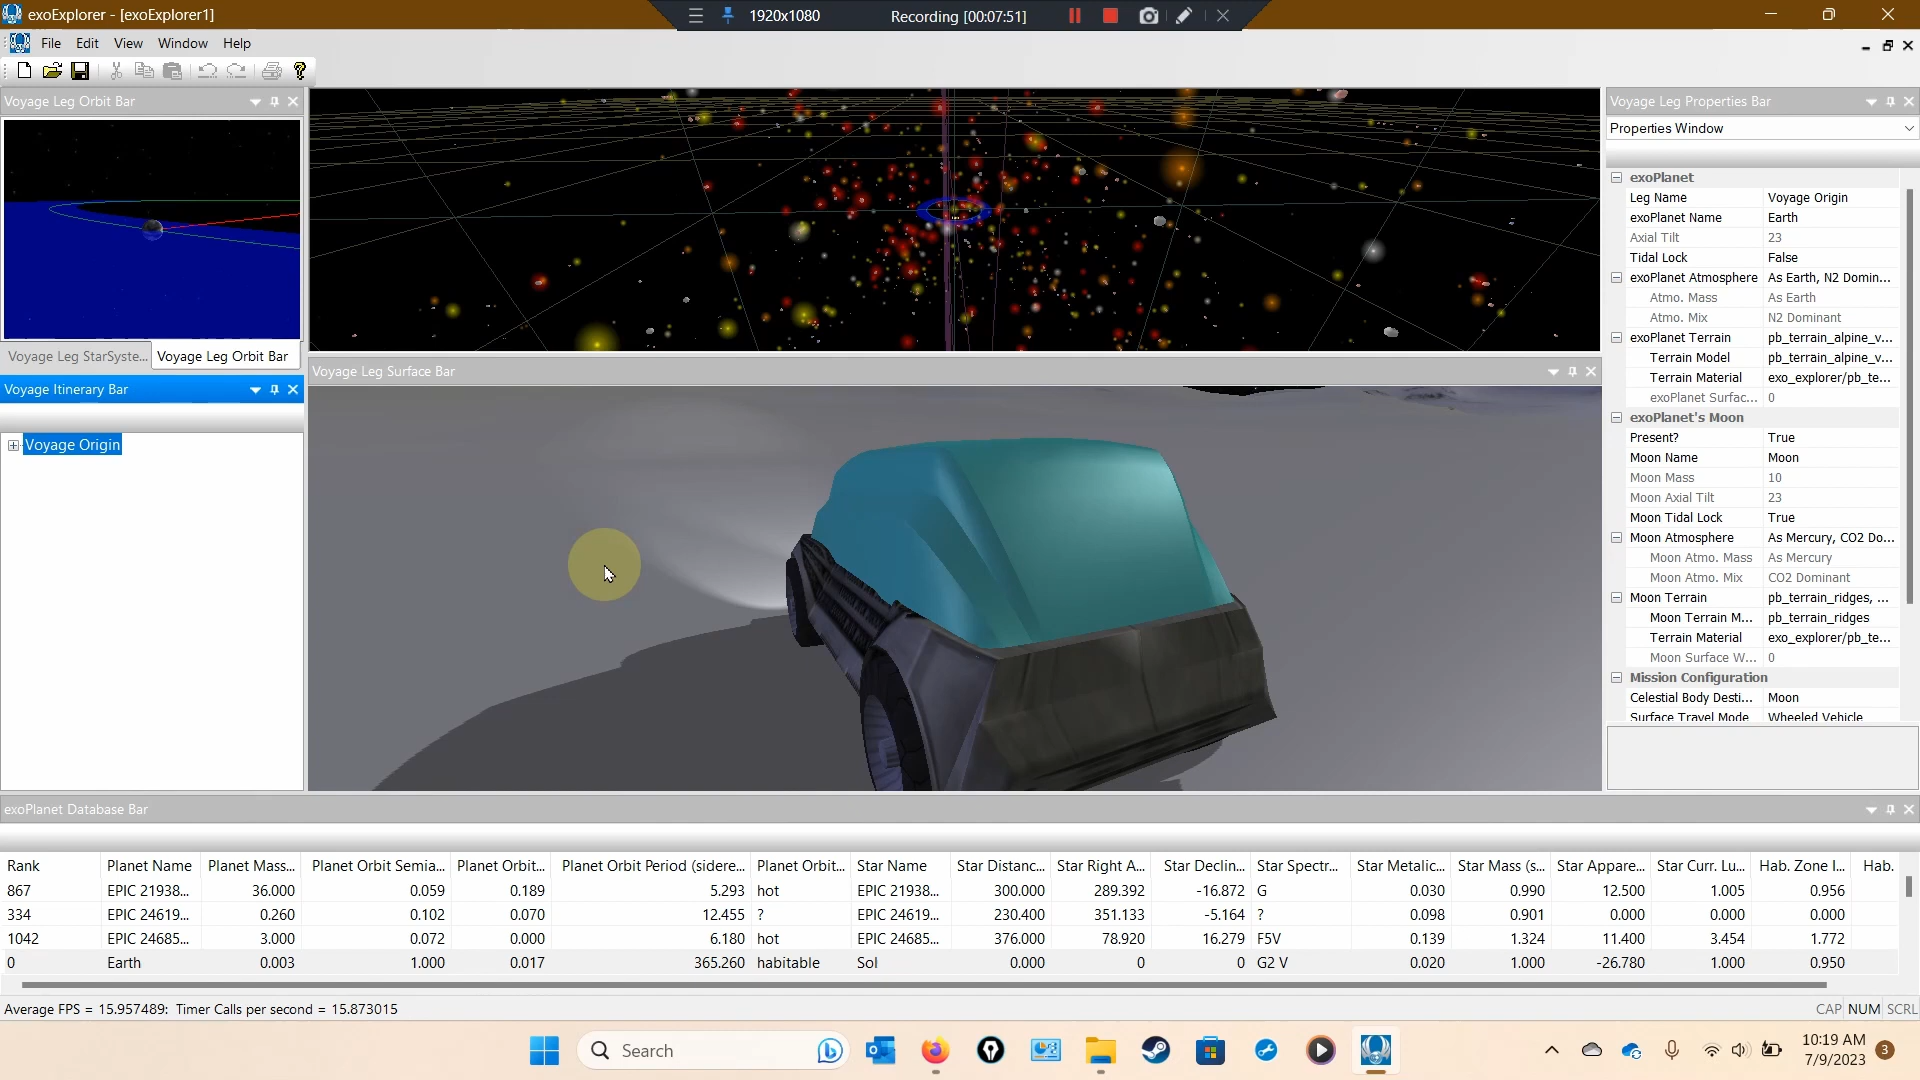 exoExplorer - [exoExplorer1]
1920x1080
Recording [00:07:51]
File Edit View Window Help
Voyage Leg Orbit Bar
Voyage Leg StarSyste...
Voyage Leg Orbit Bar
Voyage Itinerary Bar
Voyage Origin
Voyage Leg Surface Bar
Voyage Leg Properties Bar
Properties Window
exoPlanet
Leg Name Voyage Origin
exoPlanet Name Earth
Axial Tilt 23
Tidal Lock False
exoPlanet Atmosphere As Earth, N2 Domin...
Atmo. Mass As Earth
Atmo. Mix N2 Dominant
exoPlanet Terrain pb_terrain_alpine_v...
Terrain Model pb_terrain_alpine_v...
Terrain Material exo_explorer/pb_te...
exoPlanet Surfac... 0
exoPlanet's Moon
Present? True
Moon Name Moon
Moon Mass 10
Moon Axial Tilt 23
Moon Tidal Lock True
Moon Atmosphere As Mercury, CO2 Do...
Moon Atmo. Mass As Mercury
Moon Atmo. Mix CO2 Dominant
Moon Terrain pb_terrain_ridges, ...
Moon Terrain M... pb_terrain_ridges
Terrain Material exo_explorer/pb_te...
Moon Surface W... 0
Mission Configuration
Celestial Body Desti... Moon
Surface Travel Mode Wheeled Vehicle
exoPlanet Database Bar
Rank Planet Name Planet Mass... Planet Orbit Semia... Planet Orbit... Planet Orbit Period (sidere... Planet Orbit... Star Name Star Distanc... Star Right A... Star Declin... Star Spectr... Star Metalic... Star Mass (s... Star Appare... Star Curr. Lu... Hab. Zone I... Hab.
867 EPIC 21938... 36.000 0.059 0.189 5.293 hot EPIC 21938... 300.000 289.392 -16.872 G 0.030 0.990 12.500 1.005 0.956
334 EPIC 24619... 0.260 0.102 0.070 12.455 ? EPIC 24619... 230.400 351.133 -5.164 ? 0.098 0.901 0.000 0.000 0.000
1042 EPIC 24685... 3.000 0.072 0.000 6.180 hot EPIC 24685... 376.000 78.920 16.279 F5V 0.139 1.324 11.400 3.454 1.772
0 Earth 0.003 1.000 0.017 365.260 habitable Sol 0.000 0 0 G2 V 0.020 1.000 -26.780 1.000 0.950
Average FPS = 15.957489: Timer Calls per second = 15.873015
CAP NUM SCRL
Search
10:19 AM
7/9/2023
3